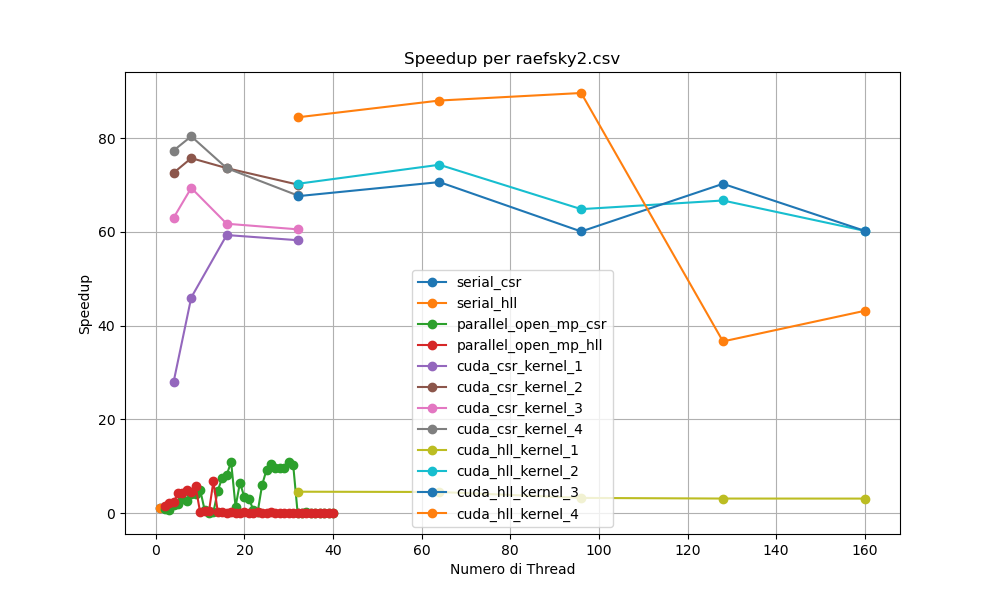 Speedup per raefsky2.csv
Speedup
80
60
40
20
0
serial_csr
serial_hll
parallel_open_mp_csr
parallel_open_mp_hll
cuda_csr_kernel_1
cuda_csr_kernel_2
cuda_csr_kernel_3
cuda_csr_kernel_4
cuda_hll_kernel_1
cuda_hll_kernel_2
cuda_hll_kernel_3
cuda_hll_kernel_4
0 20 40 60 80 100 120 140 160
Numero di Thread